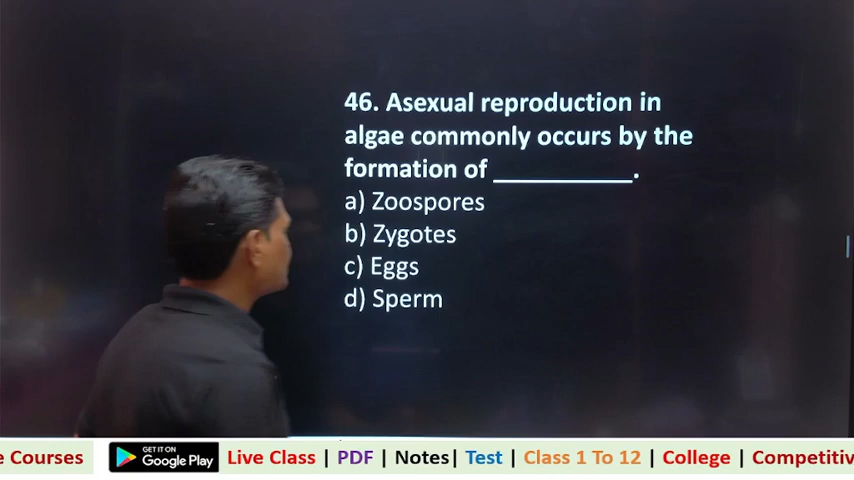 46. Asexual reproduction in
algae commonly occurs by the
formation of ___________.
a) Zoospores
b) Zygotes
c) Eggs
d) Sperm
e Courses GET IT ON Google Play Live Class | PDF | Notes| Test | Class 1 To 12 | College | Competitiv